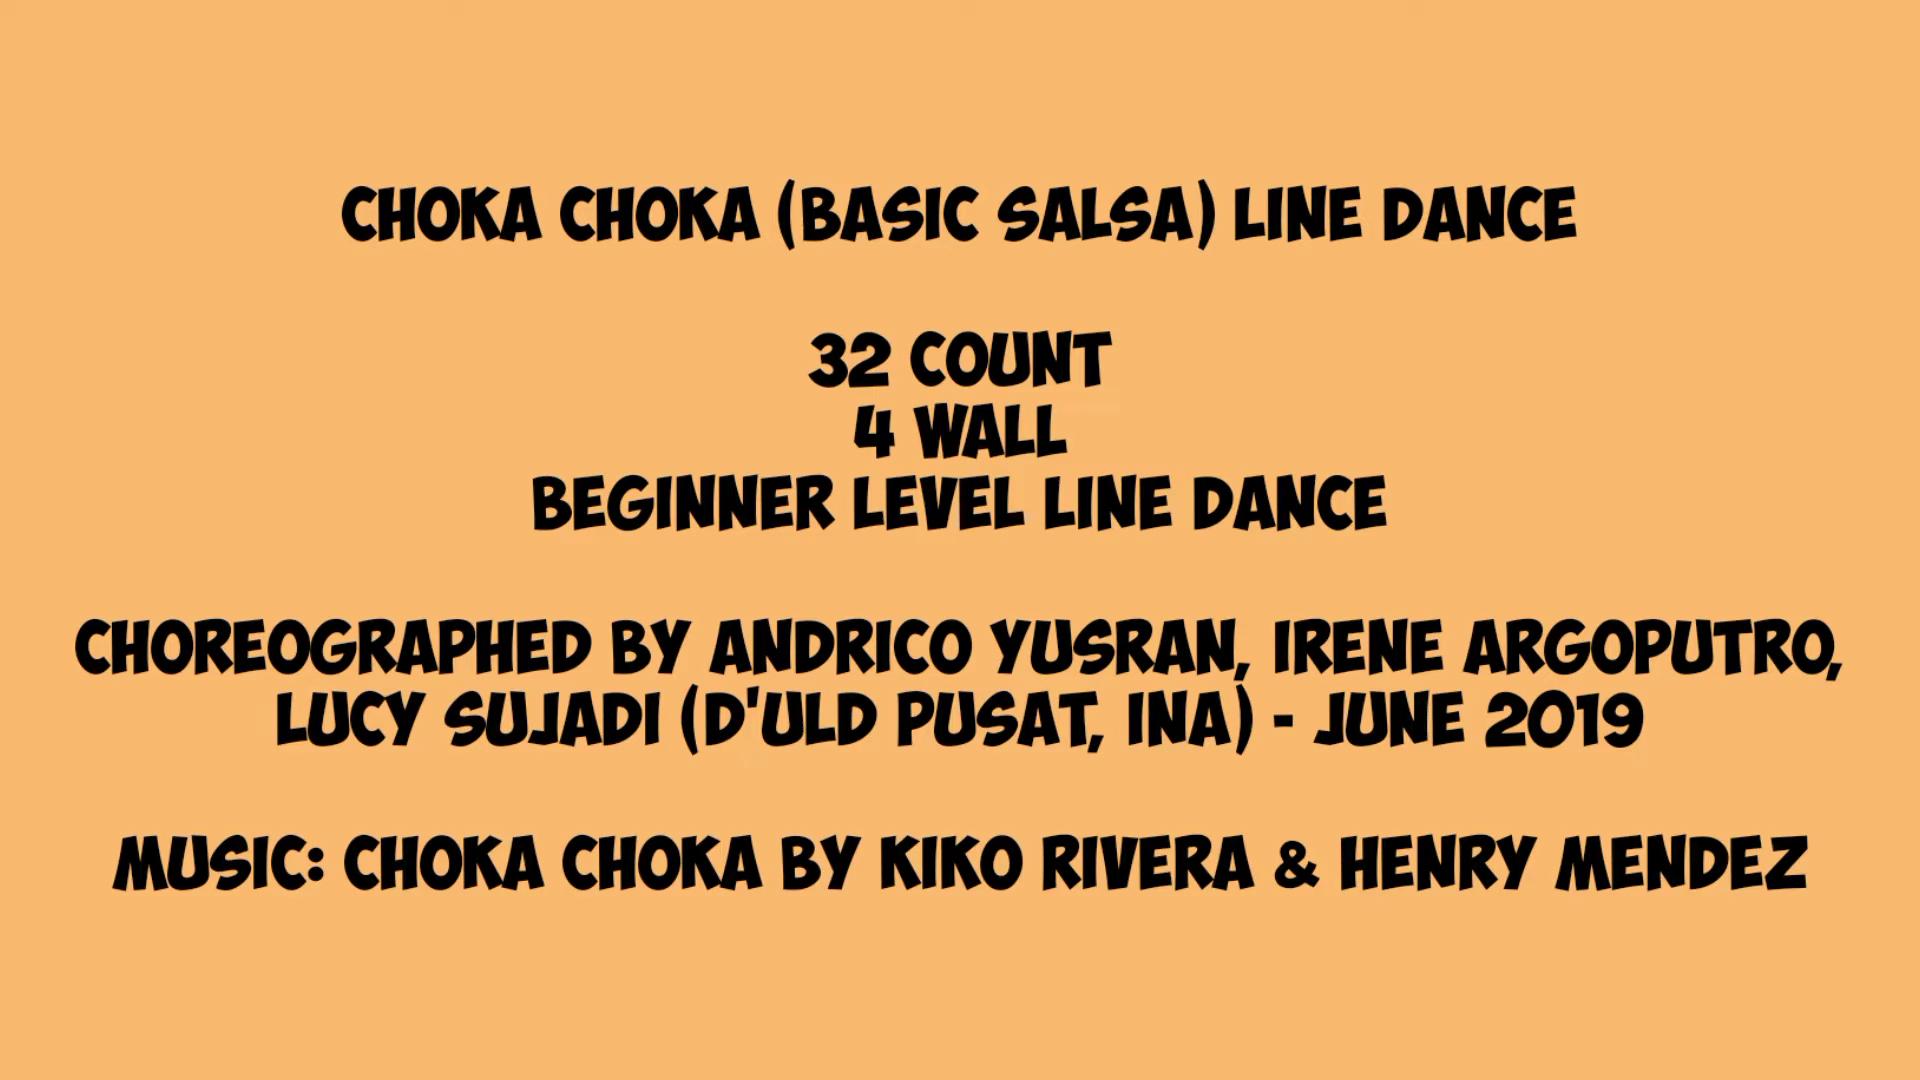 CHOKA CHOKA (BASIC SALSA) LINE DANCE
32 COUNT
4 WALL
BEGINNER LEVEL LINE DANCE
CHOREOGRAPHED BY ANDRICO YUSRAN, IRENE ARGOPUTRO,
LUCY SUJADI (D'ULD PUSAT, INA) - JUNE 2019
MUSIC: CHOKA CHOKA BY KIKO RIVERA & HENRY MENDEZ